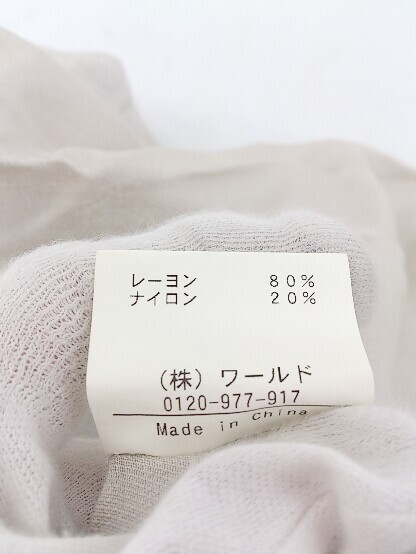 レーヨン 80%
ナイロン 20%
(株) ワールド
0120-977-917
Made in China